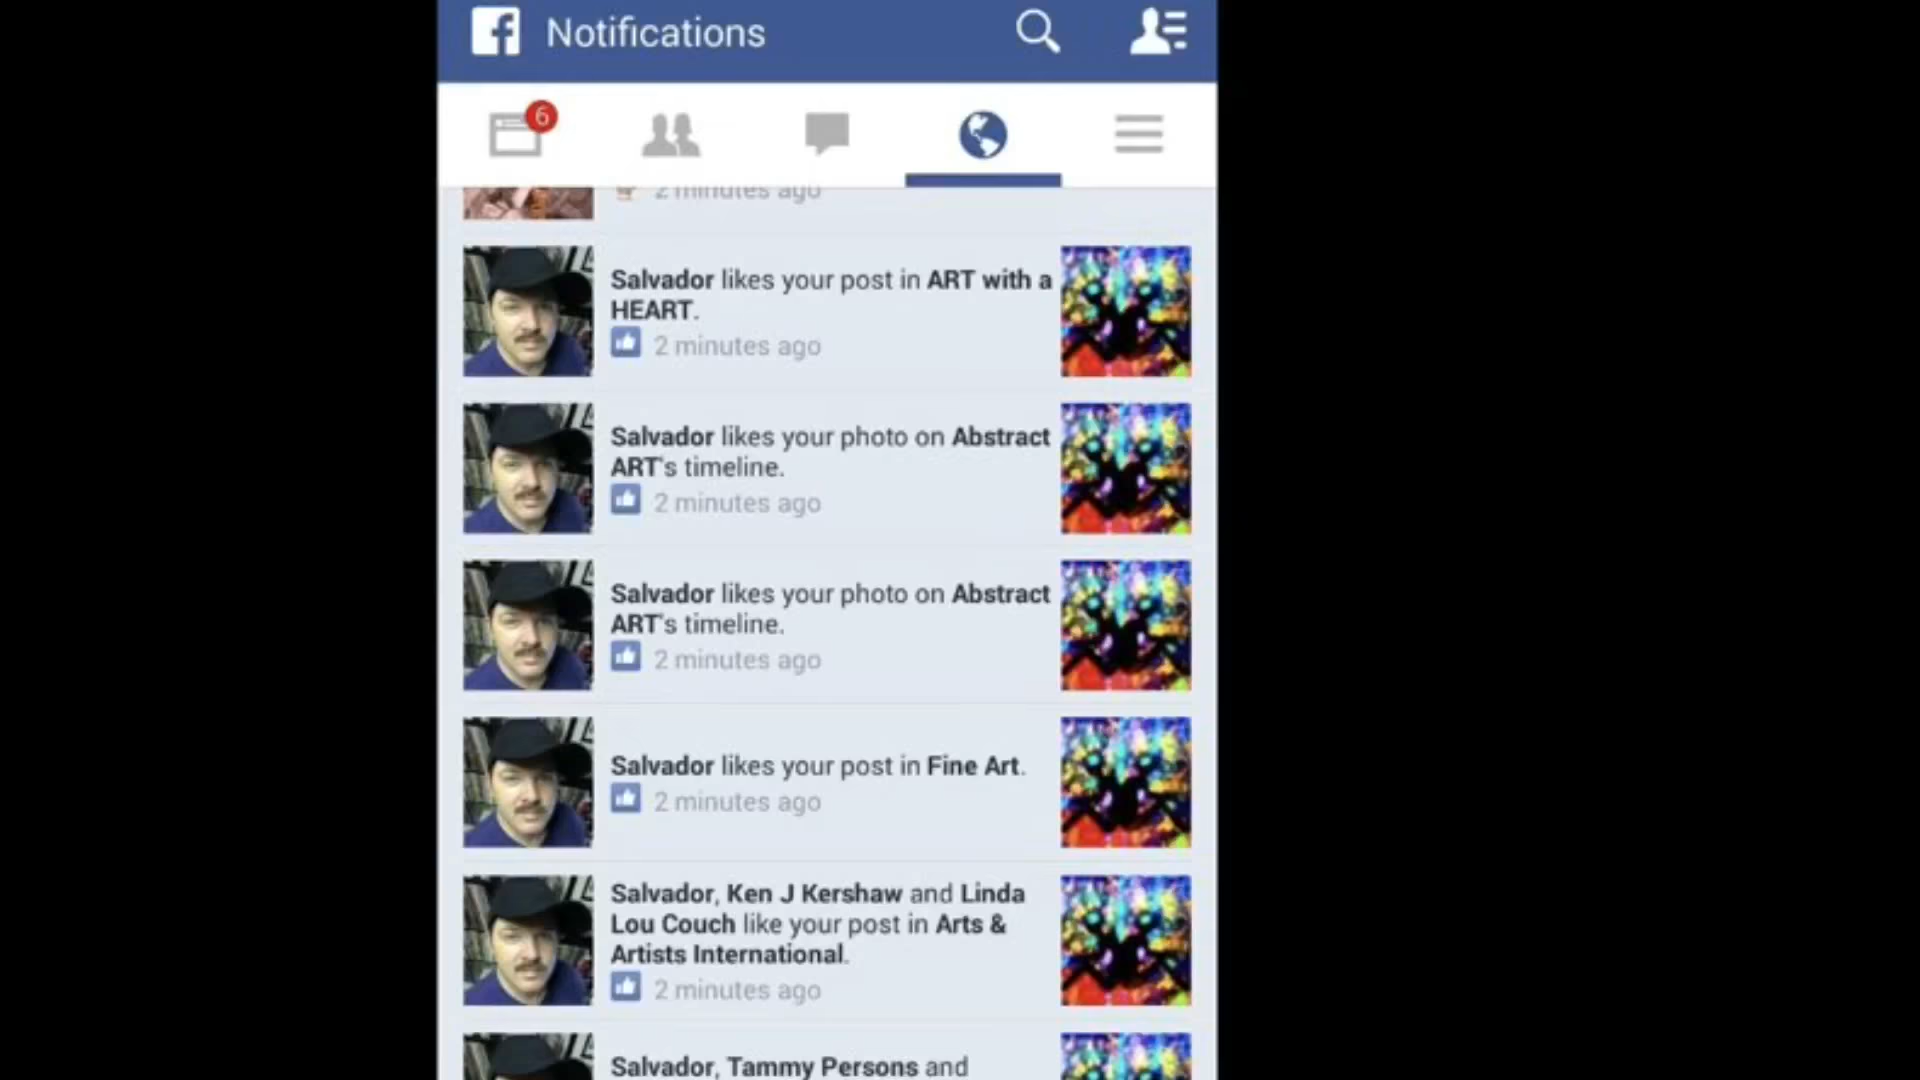 Notifications
6
2 minutes ago
Salvador likes your post in ART with a
HEART.
2 minutes ago
Salvador likes your photo on Abstract
ART's timeline.
2 minutes ago
Salvador likes your photo on Abstract
ART's timeline.
2 minutes ago
Salvador likes your post in Fine Art.
2 minutes ago
Salvador, Ken J Kershaw and Linda
Lou Couch like your post in Arts &
Artists International.
2 minutes ago
Salvador, Tammy Persons and